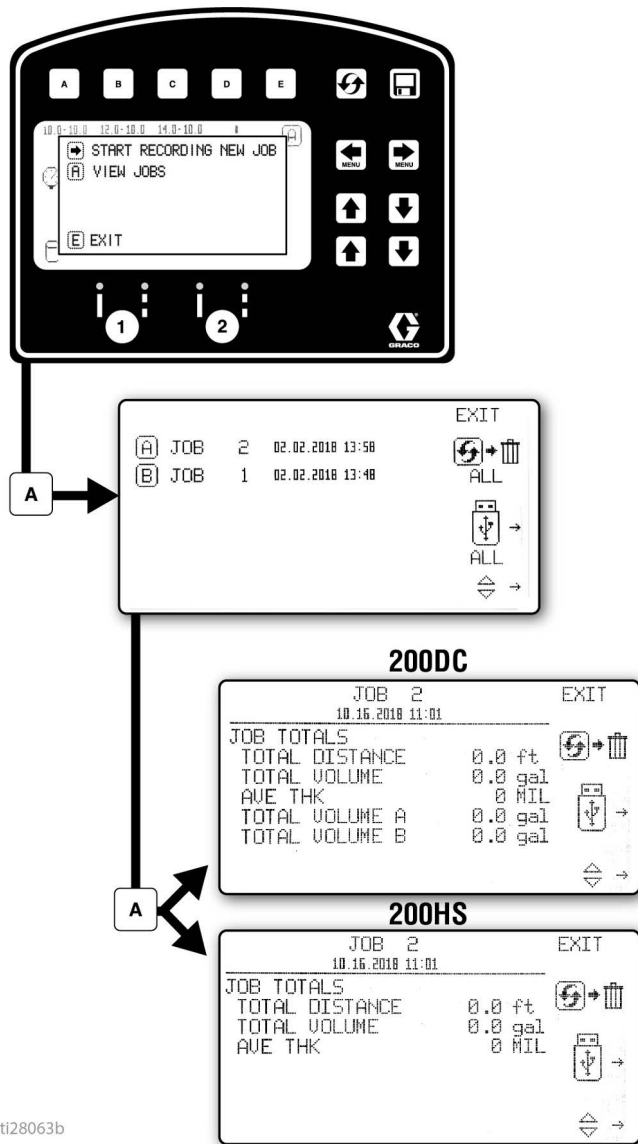 A B C D E
10.0-10.0 12.0-10.0 14.0-10.0 A
START RECORDING NEW JOB
A VIEW JOBS
E EXIT
MENU MENU
1 2
GRACO
A
EXIT
A JOB 2 02.02.2018 13:58
B JOB 1 02.02.2018 13:48
ALL
ALL
200DC
JOB 2 EXIT
10.16.2018 11:01
JOB TOTALS
TOTAL DISTANCE 0.0 ft
TOTAL VOLUME 0.0 gal
AVE THK 0 MIL
TOTAL VOLUME A 0.0 gal
TOTAL VOLUME B 0.0 gal
A
200HS
JOB 2 EXIT
10.16.2018 11:01
JOB TOTALS
TOTAL DISTANCE 0.0 ft
TOTAL VOLUME 0.0 gal
AVE THK 0 MIL
ti28063b